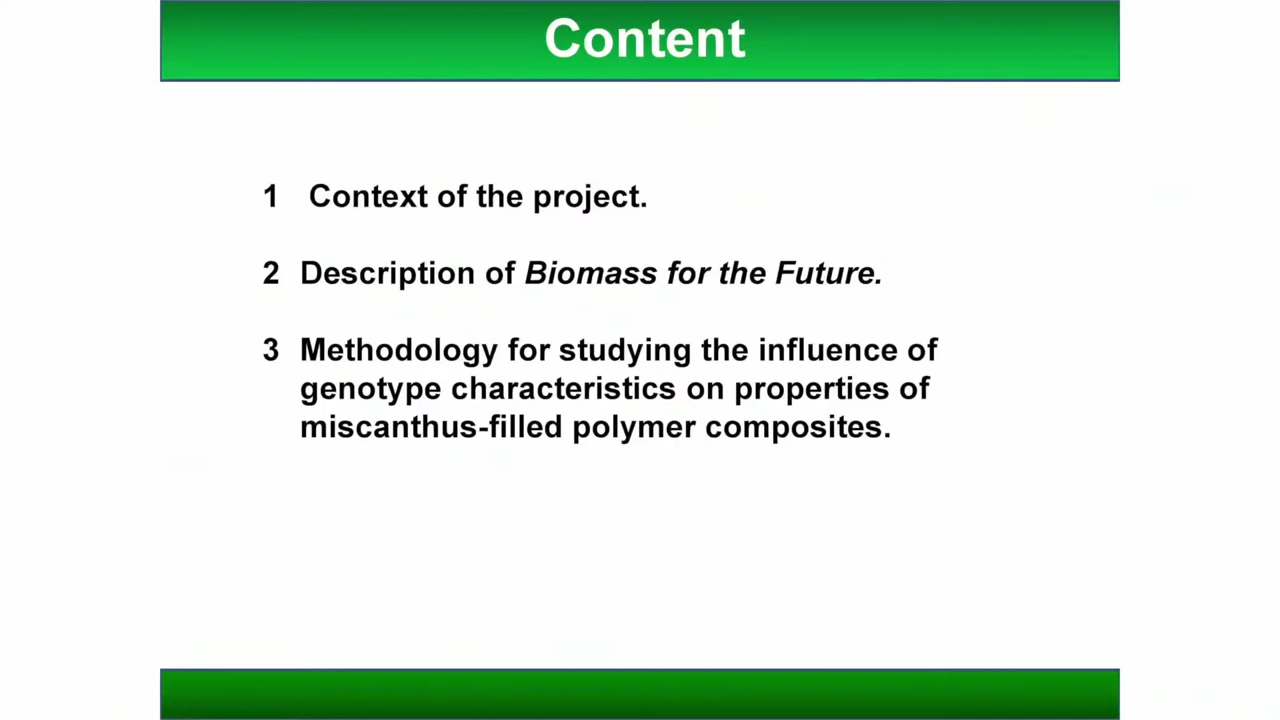 Content
1 Context of the project.
2 Description of Biomass for the Future.
3 Methodology for studying the influence of
genotype characteristics on properties of
miscanthus-filled polymer composites.